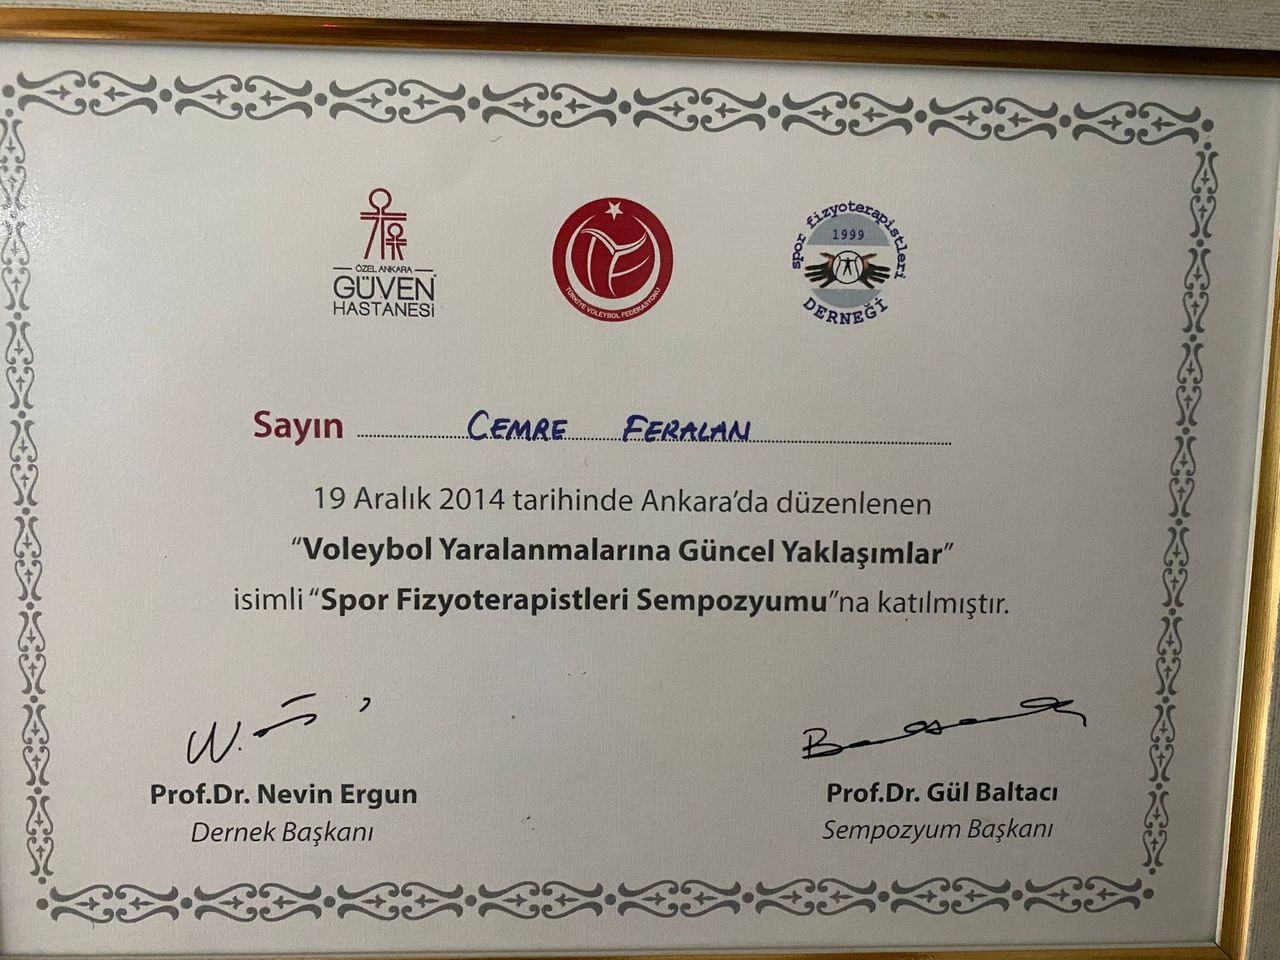 ÖZEL ANKARA
GÜVEN
HASTANESİ
TÜRKİYE VOLEYBOL FEDERASYONU
spor fizyoterapistleri
1999
DERNEĞİ
Sayın CEMRE FERALAN
19 Aralık 2014 tarihinde Ankara’da düzenlenen
“Voleybol Yaralanmalarına Güncel Yaklaşımlar”
isimli “Spor Fizyoterapistleri Sempozyumu”na katılmıştır.
Prof.Dr. Nevin Ergun
Dernek Başkanı
Prof.Dr. Gül Baltacı
Sempozyum Başkanı